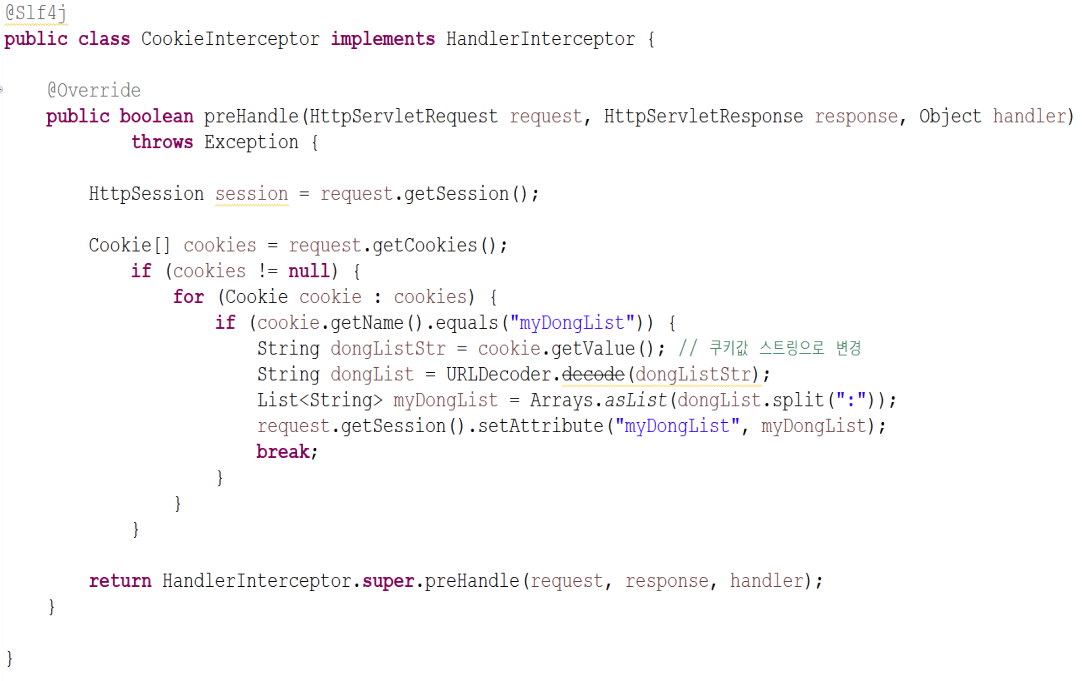 @Slf4j
public class CookieInterceptor implements HandlerInterceptor {
@Override
public boolean preHandle(HttpServletRequest request, HttpServletResponse response, Object handler)
throws Exception {
HttpSession session = request.getSession();
Cookie[] cookies = request.getCookies();
if (cookies != null) {
for (Cookie cookie : cookies) {
if (cookie.getName().equals("myDongList")) {
String dongListStr = cookie.getValue(); // 쿠키값 스트링으로 변경
String dongList = URLDecoder.decode(dongListStr);
List<String> myDongList = Arrays.asList(dongList.split(":"));
request.getSession().setAttribute("myDongList", myDongList);
break;
}
}
}
return HandlerInterceptor.super.preHandle(request, response, handler);
}
}